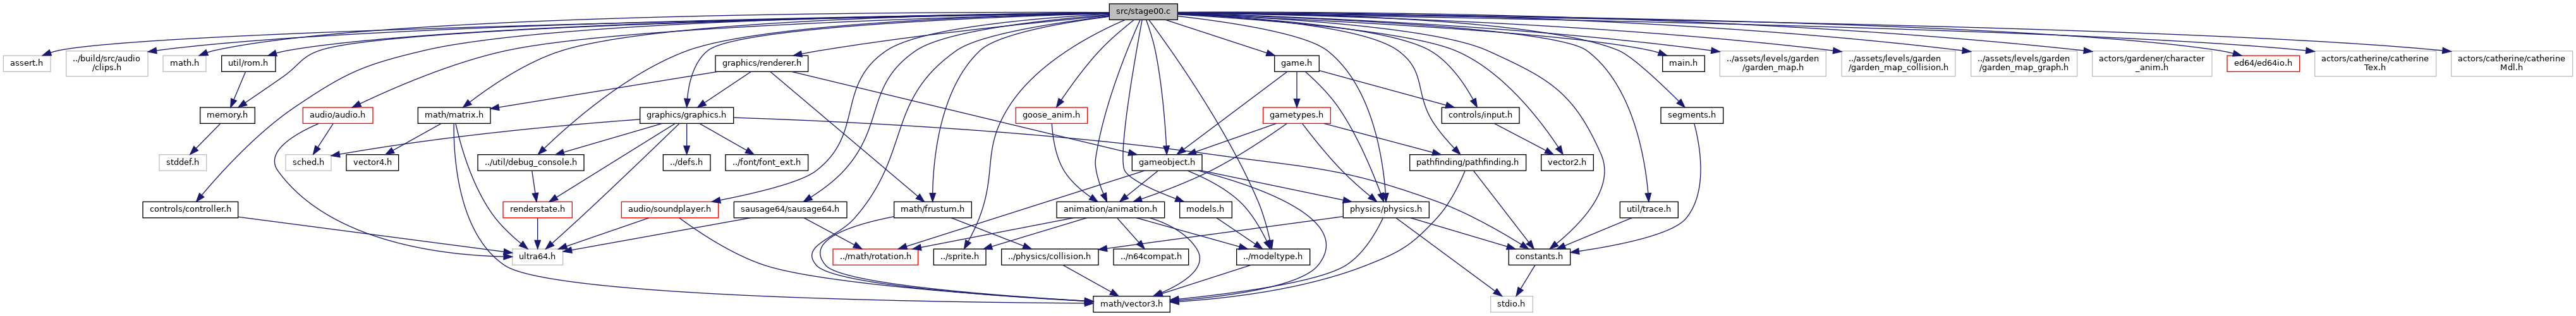 src/stage00.c
assert.h
../build/src/audio
/clips.h
math.h
util/rom.h
graphics/renderer.h
game.h
main.h
../assets/levels/garden
/garden_map.h
../assets/levels/garden
/garden_map_collision.h
../assets/levels/garden
/garden_map_graph.h
actors/gardener/character
_anim.h
ed64/ed64io.h
actors/catherine/catherine
Tex.h
actors/catherine/catherine
Mdl.h
memory.h
audio/audio.h
math/matrix.h
graphics/graphics.h
goose_anim.h
gametypes.h
controls/input.h
segments.h
stddef.h
sched.h
vector4.h
../util/debug_console.h
../defs.h
../font/font_ext.h
gameobject.h
pathfinding/pathfinding.h
vector2.h
controls/controller.h
renderstate.h
audio/soundplayer.h
sausage64/sausage64.h
math/frustum.h
animation/animation.h
models.h
physics/physics.h
util/trace.h
ultra64.h
../math/rotation.h
../sprite.h
../physics/collision.h
../n64compat.h
../modeltype.h
constants.h
math/vector3.h
stdio.h